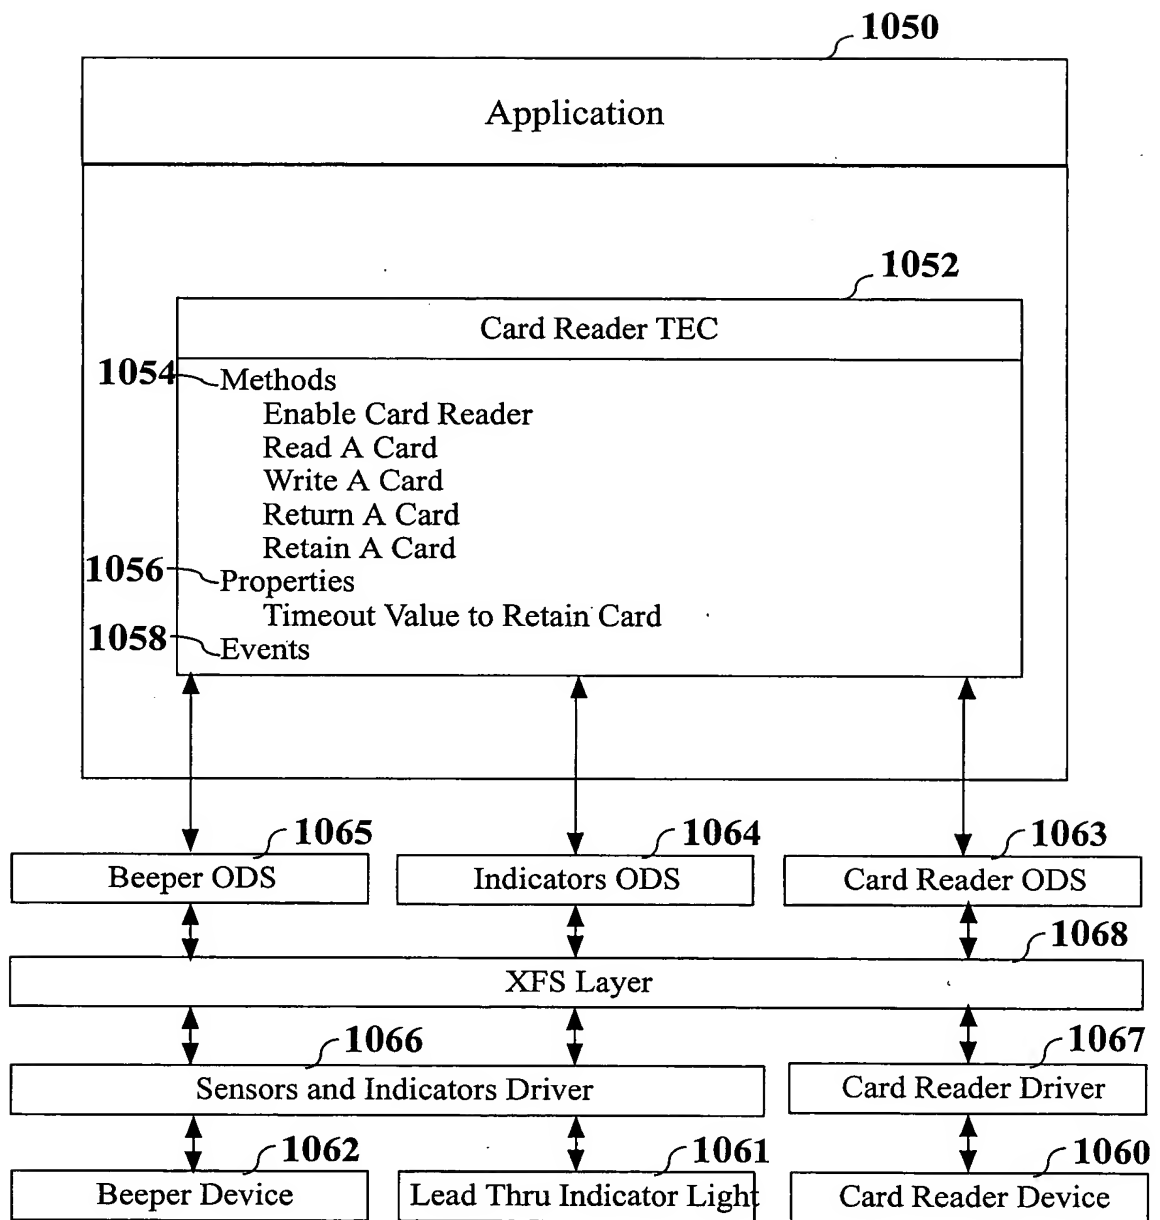 1050
Application
1052
Card Reader TEC
1054
Methods
Enable Card Reader
Read A Card
Write A Card
Return A Card
Retain A Card
1056
Properties
Timeout Value to Retain Card
1058
Events
1065
1064
1063
Beeper ODS
Indicators ODS
Card Reader ODS
1068
XFS Layer
1066
1067
Sensors and Indicators Driver
Card Reader Driver
1062
1061
1060
Beeper Device
Lead Thru Indicator Light
Card Reader Device